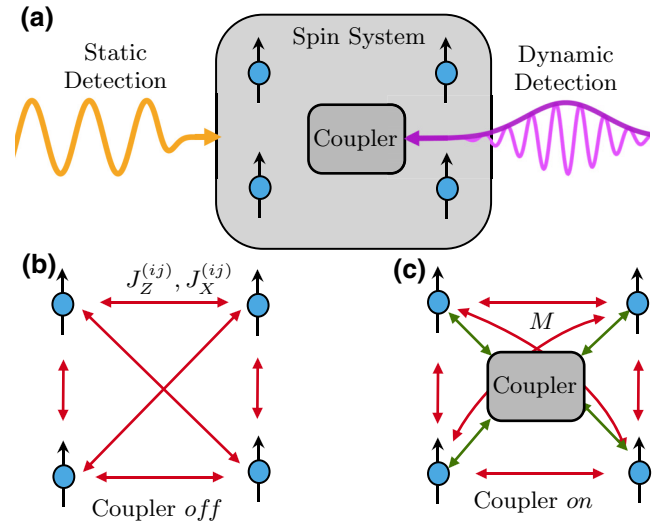 (a)
Static
Detection
Spin System
Dynamic
Detection
Coupler
(b)
J_Z^{(ij)}, J_X^{(ij)}
Coupler off
(c)
M
Coupler
Coupler on